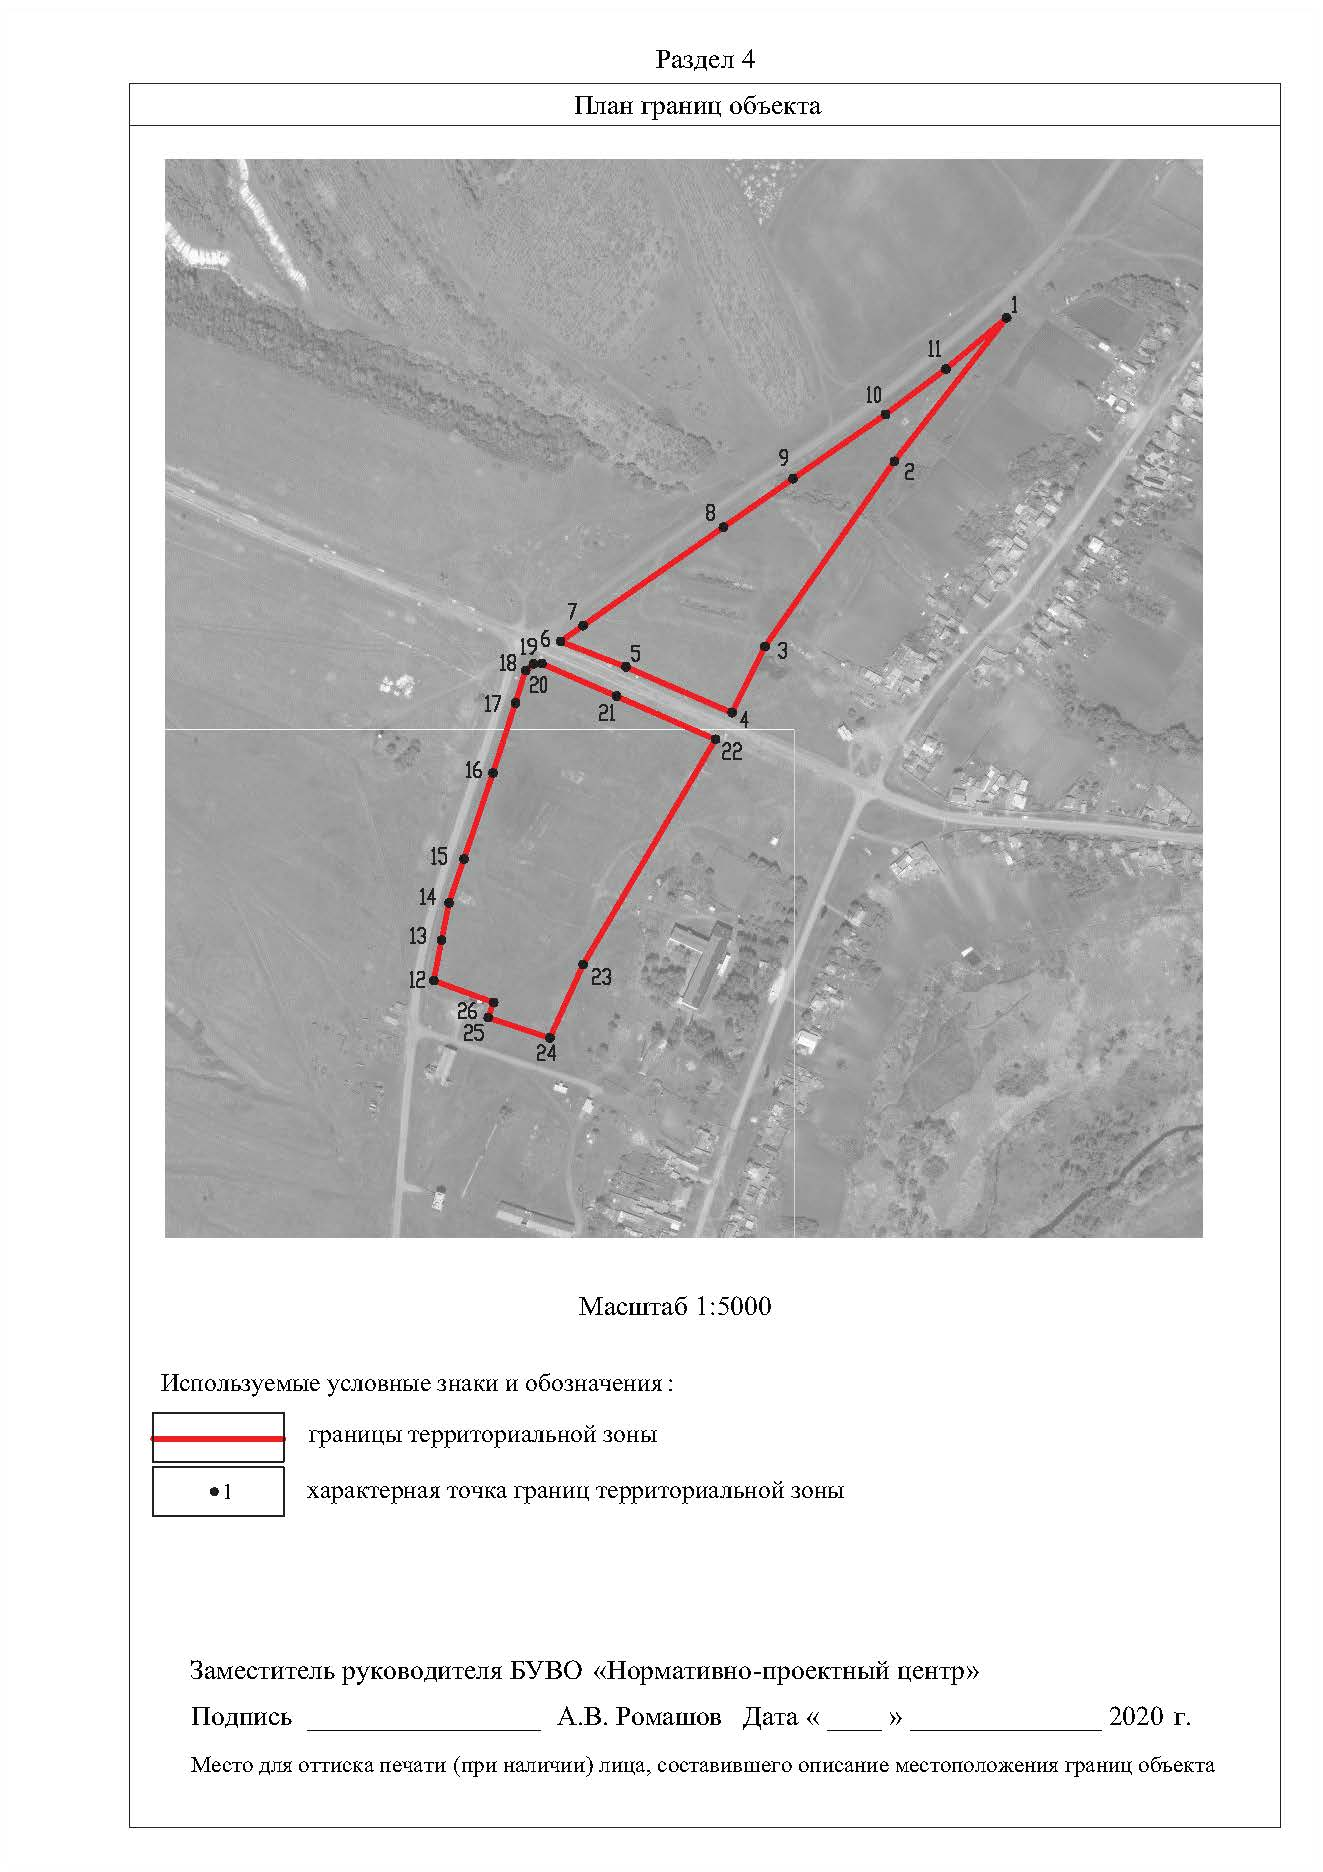 Раздел 4
План границ объекта
1
11
10
2
9
8
7
6
5
3
19
18
20
17
21
4
22
16
15
14
13
12
23
26
25
24
Масштаб 1:5000
Используемые условные знаки и обозначения:
границы территориальной зоны
1 характерная точка границ территориальной зоны
Заместитель руководителя БУВО «Нормативно-проектный центр»
Подпись _________________ А.В. Ромашов Дата « ____ » ______________ 2020 г.
Место для оттиска печати (при наличии) лица, составившего описание местоположения границ объекта